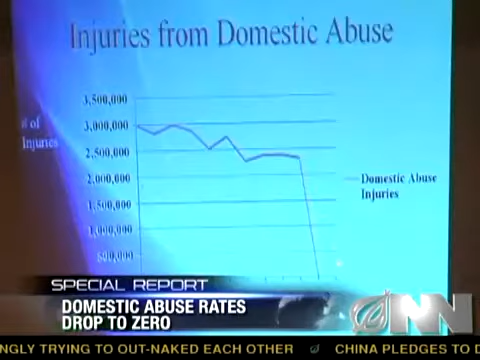 Injuries from Domestic Abuse
3,500,000
# of
Injuries
3,000,000
2,500,000
2,000,000
1,500,000
1,000,000
500,000
Domestic Abuse
Injuries
SPECIAL REPORT
DOMESTIC ABUSE RATES
DROP TO ZERO
NN
NGLY TRYING TO OUT-NAKED EACH OTHER CHINA PLEDGES TO D